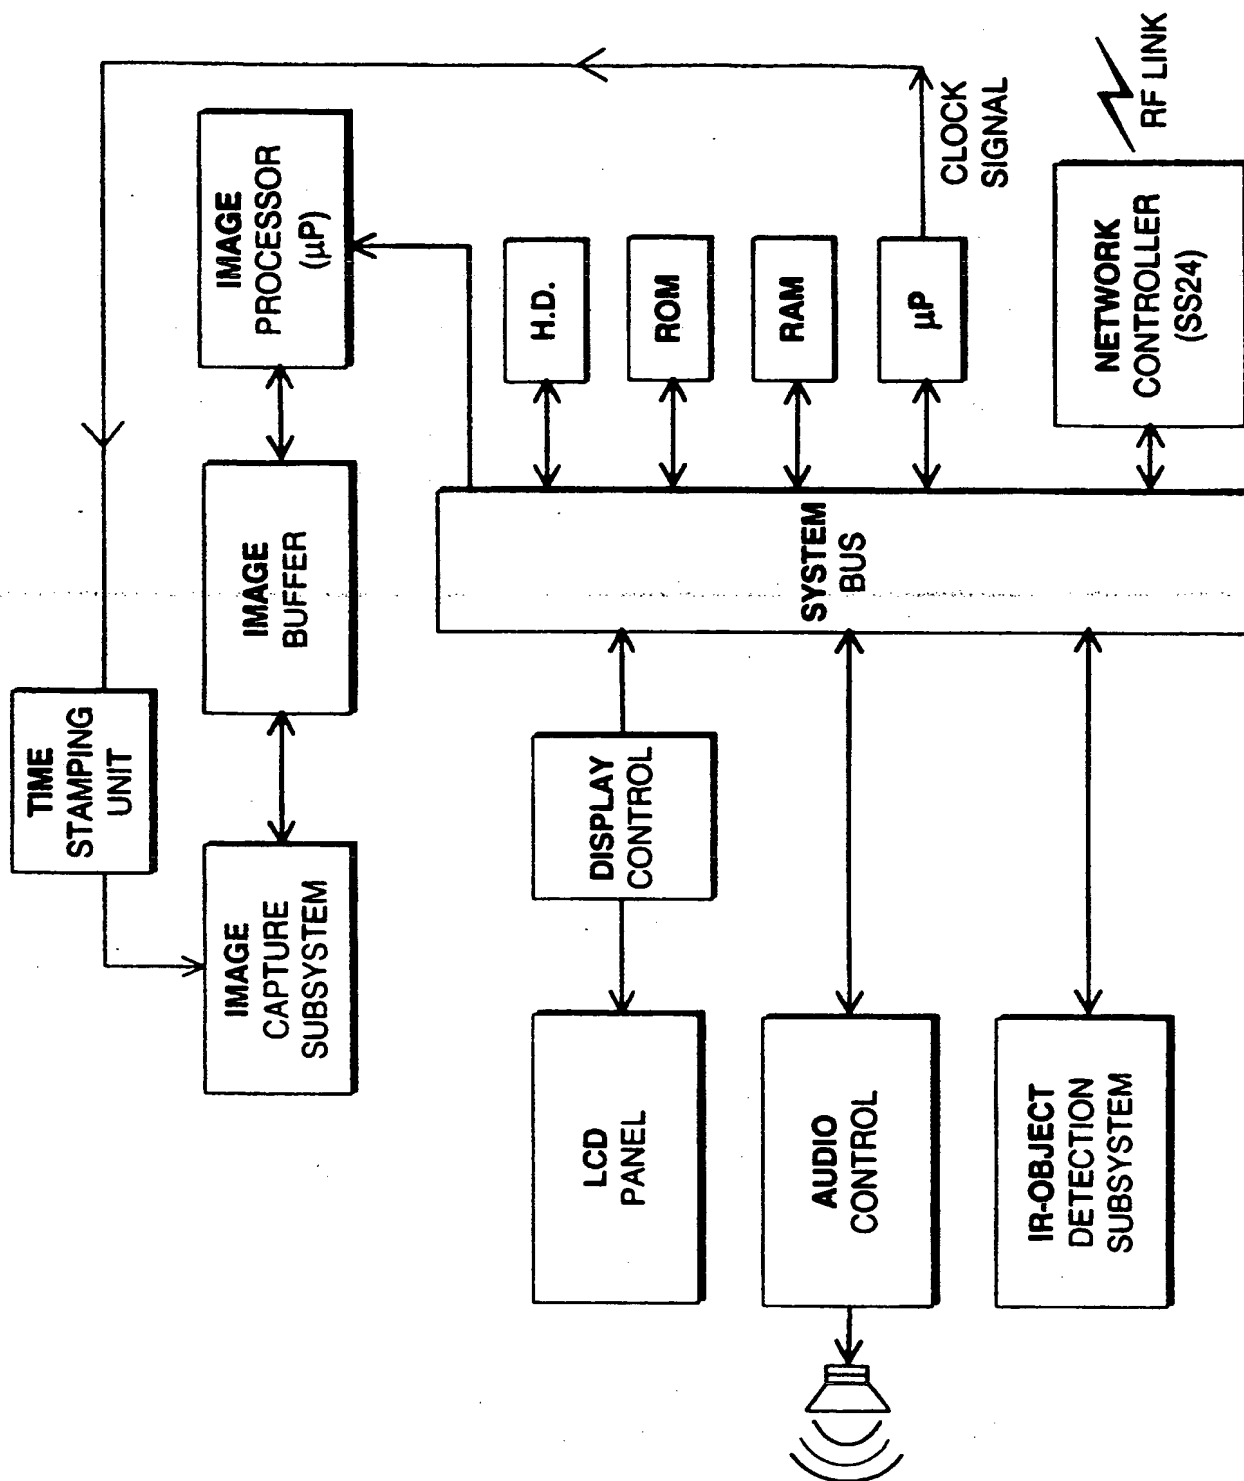 TIME
STAMPING
UNIT
IMAGE
CAPTURE
SUBSYSTEM
IMAGE
BUFFER
IMAGE
PROCESSOR
(μP)
LCD
PANEL
DISPLAY
CONTROL
H.D.
ROM
RAM
μP
CLOCK
SIGNAL
SYSTEM
BUS
AUDIO
CONTROL
IR-OBJECT
DETECTION
SUBSYSTEM
NETWORK
CONTROLLER
(SS24)
RF LINK